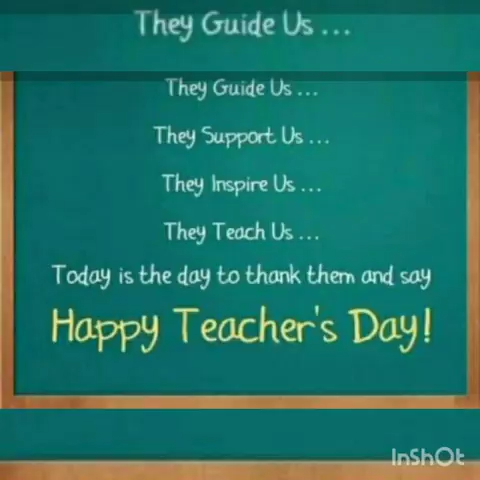 They Guide Us ...
They Guide Us ...
They Support Us ...
They Inspire Us ...
They Teach Us ...
Today is the day to thank them and say
Happy Teacher's Day!
InShOt